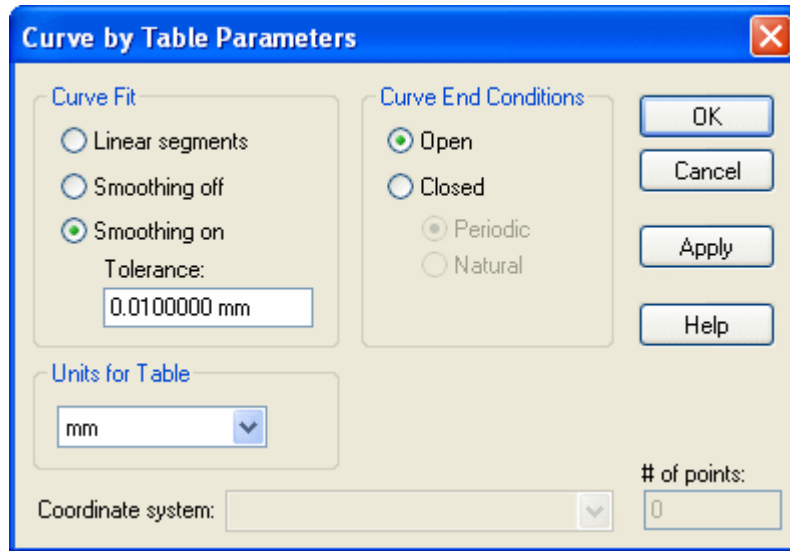 Curve by Table Parameters
Curve Fit
Linear segments
Smoothing off
Smoothing on
Tolerance:
0.0100000 mm
Curve End Conditions
Open
Closed
Periodic
Natural
OK
Cancel
Apply
Help
Units for Table
mm
Coordinate system:
# of points:
0